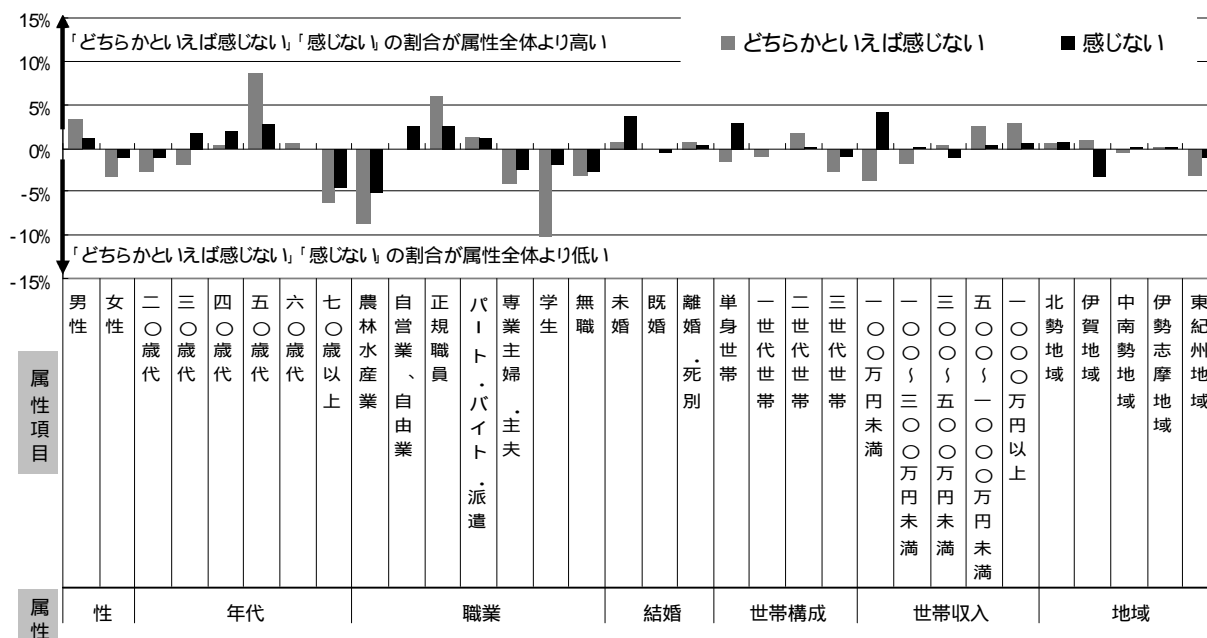 15%
「どちらかといえば感じない」「感じない」の割合が属性全体より高い
どちらかといえば感じない
感じない
10%
5%
0%
-5%
-10%
「どちらかといえば感じない」「感じない」の割合が属性全体より低い
-15%
属性項目
男性
女性
二〇歳代
三〇歳代
四〇歳代
五〇歳代
六〇歳代
七〇歳以上
農林水産業
自営業、自由業
正規職員
パート・バイト・派遣
専業主婦・主夫
学生
無職
未婚
既婚
離婚・死別
単身世帯
一世代世帯
二世代世帯
三世代世帯
一〇〇万円未満
一〇〇～三〇〇万円未満
三〇〇～五〇〇万円未満
五〇〇～一〇〇〇万円未満
一〇〇〇万円以上
北勢地域
伊賀地域
中南勢地域
伊勢志摩地域
東紀州地域
属性
性
年代
職業
結婚
世帯構成
世帯収入
地域